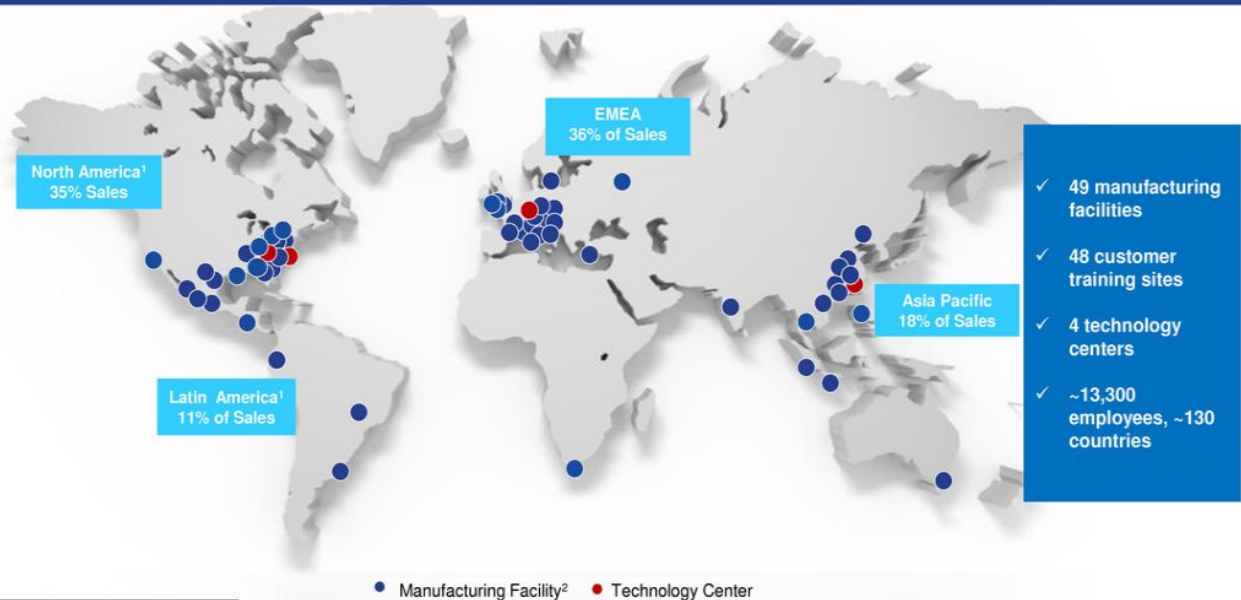 EMEA
36% of Sales
North America¹
35% Sales
Asia Pacific
18% of Sales
Latin America¹
11% of Sales
✓ 49 manufacturing
facilities
✓ 48 customer
training sites
✓ 4 technology
centers
✓ ~13,300
employees, ~130
countries
Manufacturing Facility² Technology Center